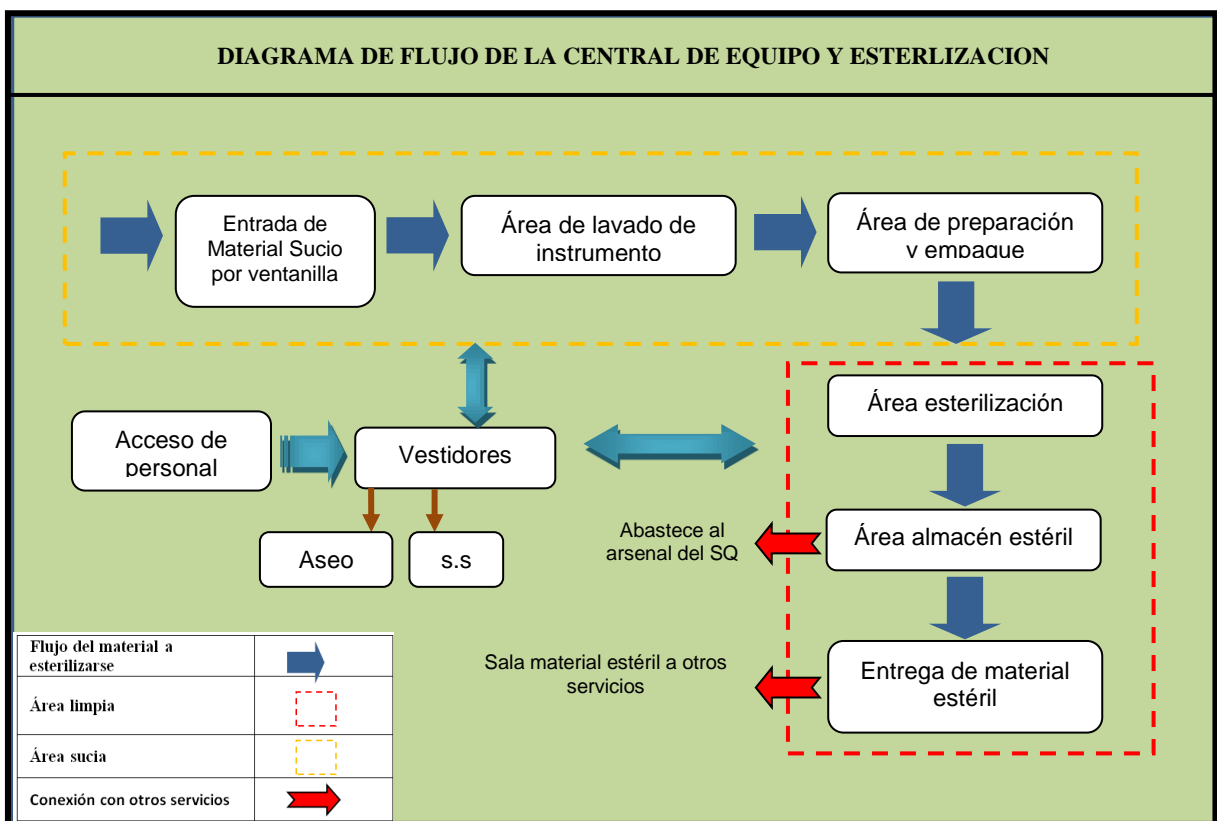 DIAGRAMA DE FLUJO DE LA CENTRAL DE EQUIPO Y ESTERLIZACION
Entrada de
Material Sucio
por ventanilla
Área de lavado de
instrumento
Área de preparación
y empaque
Acceso de
personal
Vestidores
Aseo
s.s
Área esterilización
Abastece al
arsenal del SQ
Área almacén estéril
Sala material estéril a otros
servicios
Entrega de material
estéril
Flujo del material a
esterilizarse
Área limpia
Área sucia
Conexión con otros servicios